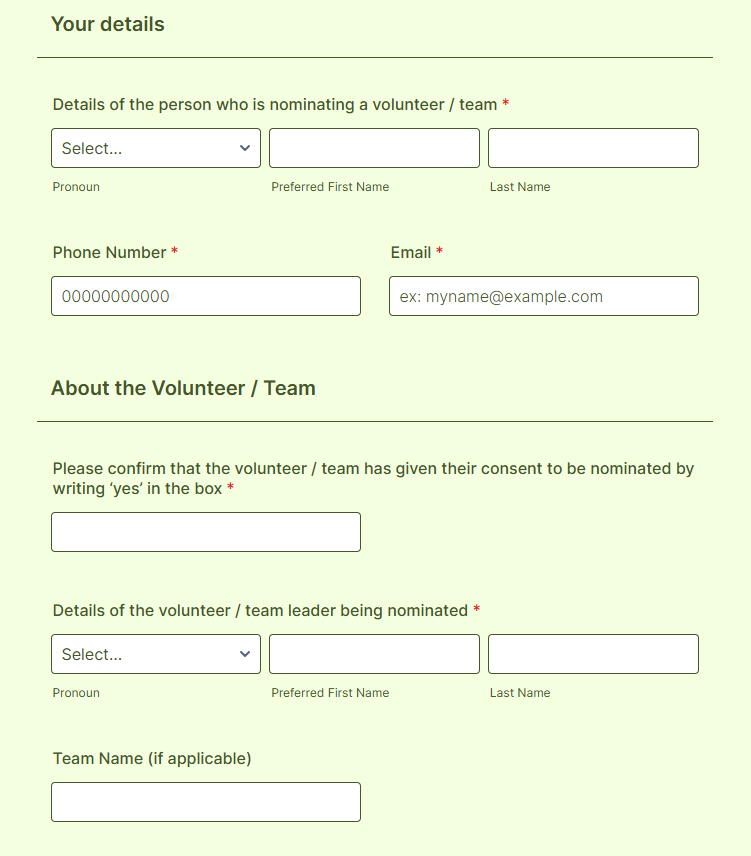 Your details
Details of the person who is nominating a volunteer / team *
Select...
Pronoun
Preferred First Name
Last Name
Phone Number *
Email *
00000000000
ex: myname@example.com
About the Volunteer / Team
Please confirm that the volunteer / team has given their consent to be nominated by
writing ‘yes’ in the box *
Details of the volunteer / team leader being nominated *
Select...
Pronoun
Preferred First Name
Last Name
Team Name (if applicable)